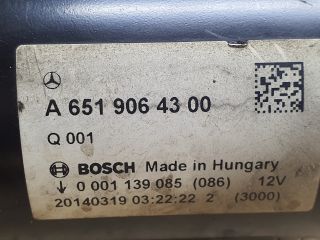 A 651 906 43 00
Q 001
BOSCH Made in Hungary
↓ 0 001 139 085 (086) 12V
20140319 03:22:22 2 (3000)